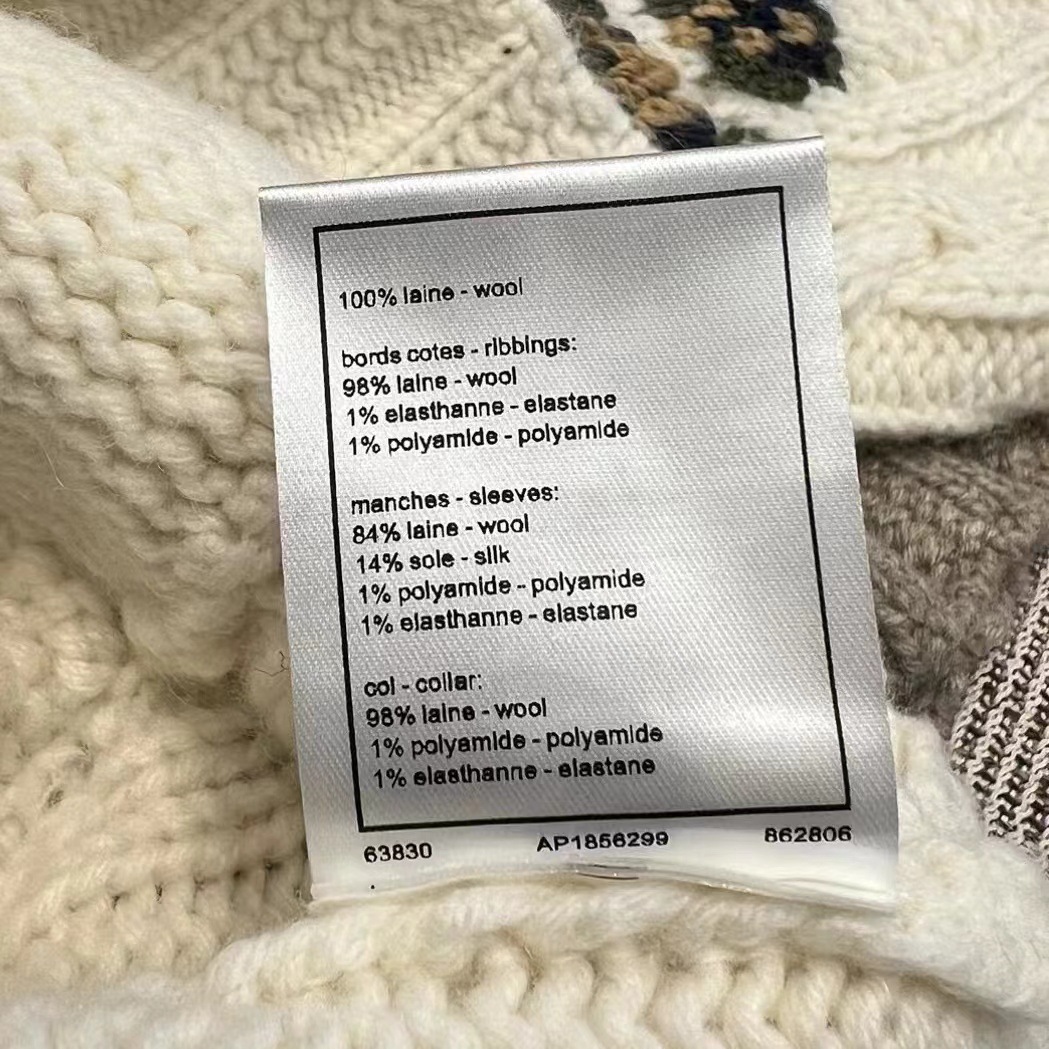 100% laine - wool
bords cotes - ribbings:
98% laine - wool
1% elasthanne - elastane
1% polyamide - polyamide
manches - sleeves:
84% laine - wool
14% soie - silk
1% polyamide - polyamide
1% elasthanne - elastane
col - collar:
98% laine - wool
1% polyamide - polyamide
1% elasthanne - elastane
63830 AP1856299 862806